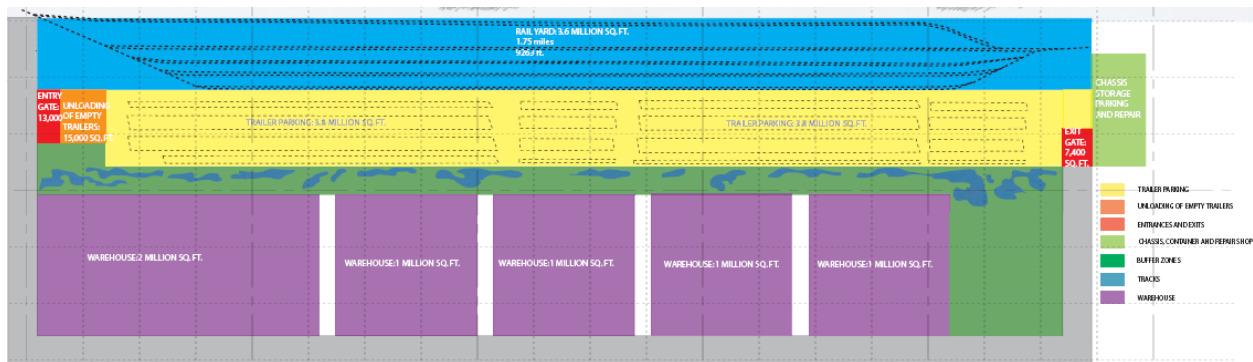 RAIL YARD: 3.6 MILLION SQ. FT.
1.75 miles
9263 ft.
ENTRY
GATE:
13,000
UNLOADING
OF EMPTY
TRAILERS:
15,000 SQ. FT.
TRAILER PARKING: 3.8 MILLION SQ. FT.
TRAILER PARKING: 3.8 MILLION SQ. FT.
CHASSIS
STORAGE
PARKING
AND REPAIR
EXIT
GATE:
7,400
SQ. FT.
WAREHOUSE: 2 MILLION SQ. FT.
WAREHOUSE: 1 MILLION SQ. FT.
WAREHOUSE: 1 MILLION SQ. FT.
WAREHOUSE: 1 MILLION SQ. FT.
WAREHOUSE: 1 MILLION SQ. FT.
TRAILER PARKING
UNLOADING OF EMPTY TRAILERS
ENTRANCES AND EXITS
CHASSIS, CONTAINER AND REPAIR SHOP
BUFFER ZONES
TRACKS
WAREHOUSE